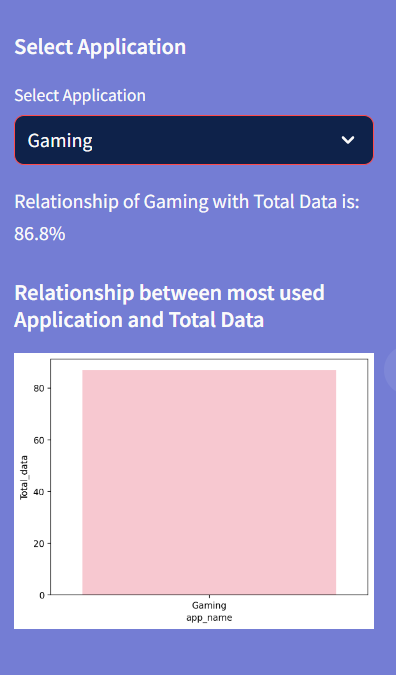 Select Application
Select Application
Gaming
Relationship of Gaming with Total Data is:
86.8%
Relationship between most used
Application and Total Data
80
60
40
20
0
Total_data
Gaming
app_name